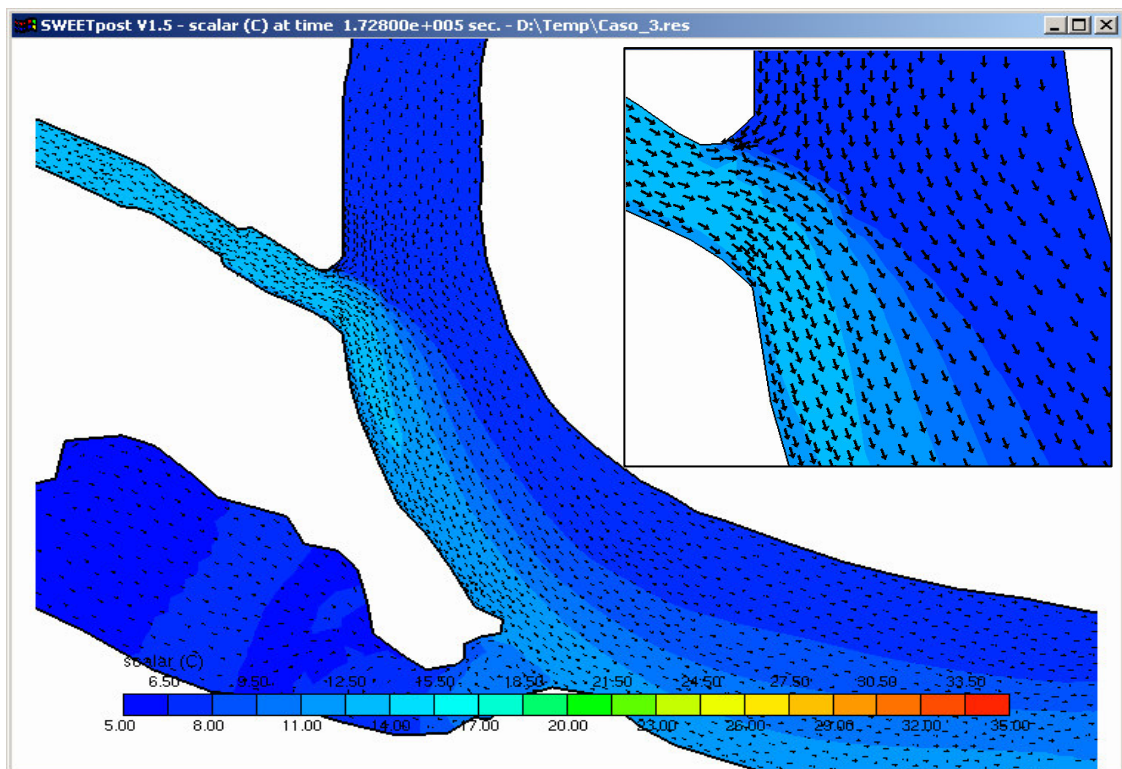 SWEETpost V1.5 - scalar (C) at time 1.72800e+005 sec. - D:\Temp\Caso_3.res
scalar (C)
6.50 9.50 12.50 15.50 18.50 21.50 24.50 27.50 30.50 33.50
5.00 8.00 11.00 14.00 17.00 20.00 23.00 26.00 29.00 32.00 35.00